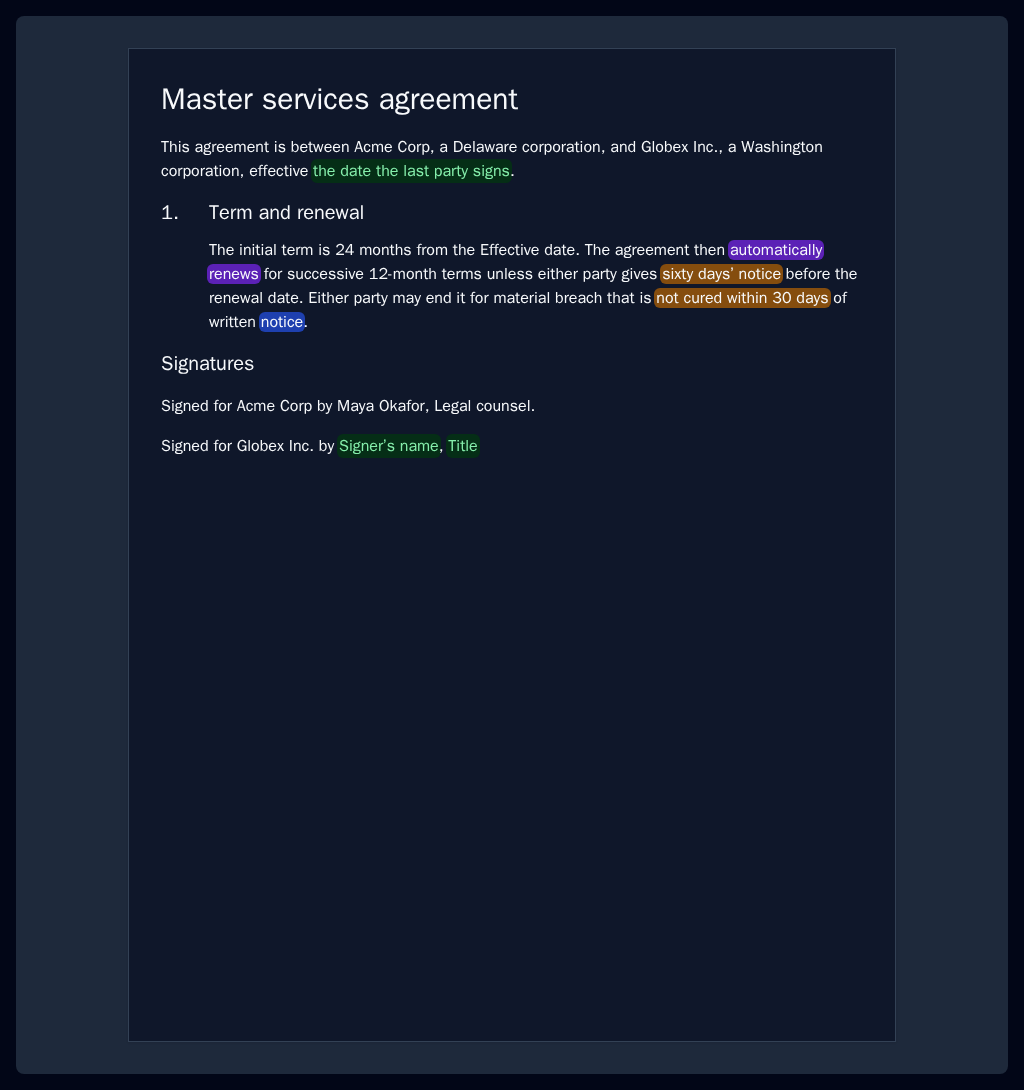 Master services agreement
This agreement is between Acme Corp, a Delaware corporation, and Globex Inc., a Washington
corporation, effective the date the last party signs.
1. Term and renewal
The initial term is 24 months from the Effective date. The agreement then automatically
renews for successive 12-month terms unless either party gives sixty days’ notice before the
renewal date. Either party may end it for material breach that is not cured within 30 days of
written notice.
Signatures
Signed for Acme Corp by Maya Okafor, Legal counsel.
Signed for Globex Inc. by Signer’s name, Title